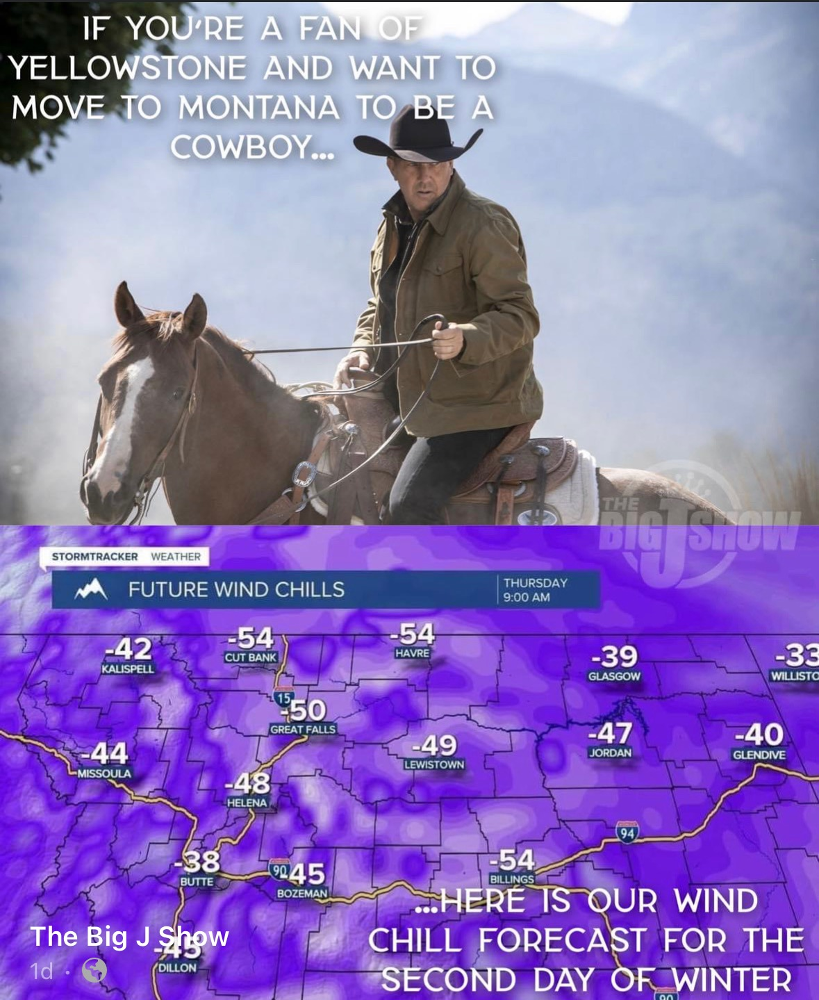 IF YOU'RE A FAN OF
YELLOWSTONE AND WANT TO
MOVE TO MONTANA TO BE A
COWBOY...
THE
BIG J SHOW
STORMTRACKER WEATHER
FUTURE WIND CHILLS
THURSDAY
9:00 AM
-42
KALISPELL
-54
CUT BANK
-54
HAVRE
-39
GLASGOW
-33
WILLISTO
15
-50
GREAT FALLS
-44
MISSOULA
-49
LEWISTOWN
-47
JORDAN
-40
GLENDIVE
-48
HELENA
94
-38
BUTTE
90
-45
BOZEMAN
-54
BILLINGS
...HERE IS OUR WIND
CHILL FORECAST FOR THE
SECOND DAY OF WINTER
The Big J Show
1d ·
-45
DILLON
90